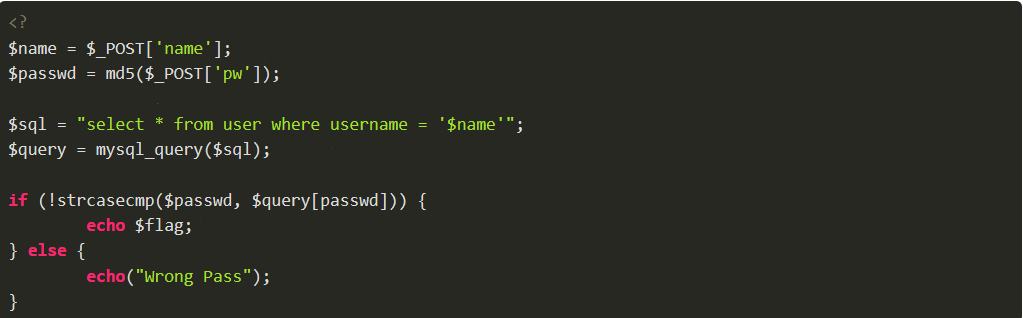 <?
$name = $_POST['name'];
$passwd = md5($_POST['pw']);
$sql = "select * from user where username = '$name'";
$query = mysql_query($sql);
if (!strcasecmp($passwd, $query[passwd])) {
echo $flag;
} else {
echo("Wrong Pass");
}